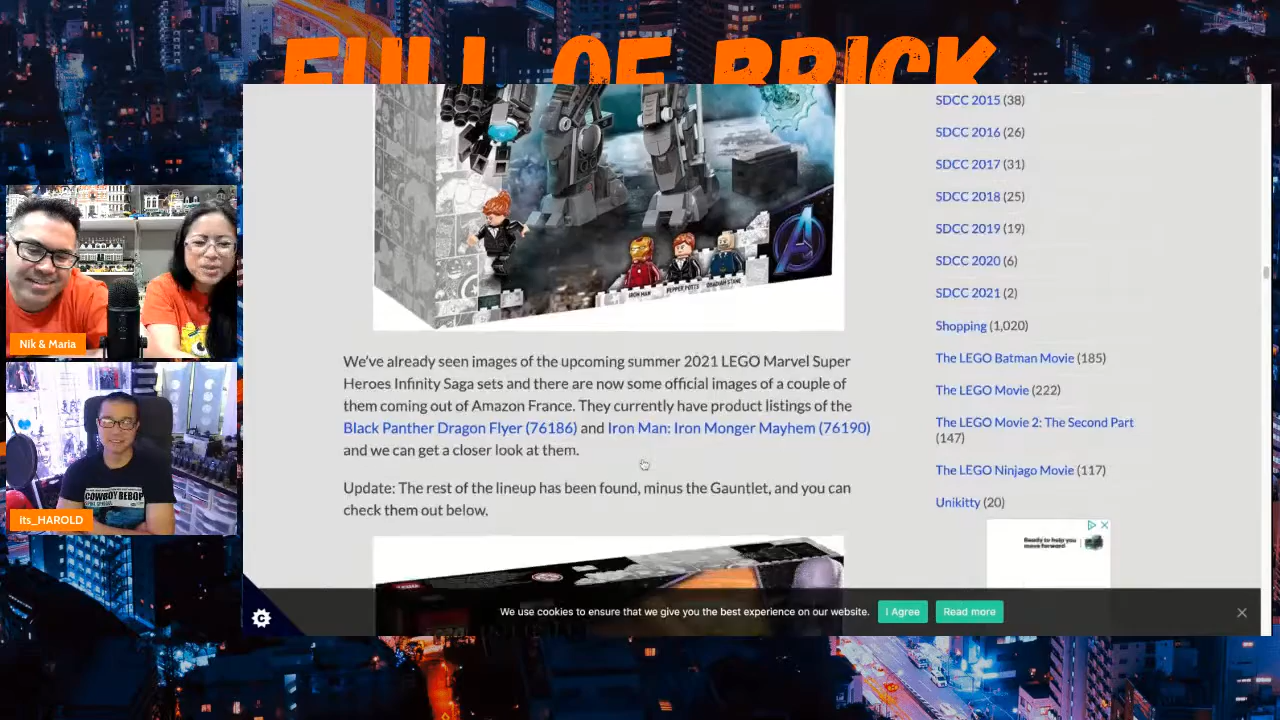 FULL OF BRICK
IRON MAN
PEPPER POTTS
OBADIAH STANE
We've already seen images of the upcoming summer 2021 LEGO Marvel Super
Heroes Infinity Saga sets and there are now some official images of a couple of
them coming out of Amazon France. They currently have product listings of the
Black Panther Dragon Flyer (76186) and Iron Man: Iron Monger Mayhem (76190)
and we can get a closer look at them.
Update: The rest of the lineup has been found, minus the Gauntlet, and you can
check them out below.
SDCC 2015 (38)
SDCC 2016 (26)
SDCC 2017 (31)
SDCC 2018 (25)
SDCC 2019 (19)
SDCC 2020 (6)
SDCC 2021 (2)
Shopping (1,020)
The LEGO Batman Movie (185)
The LEGO Movie (222)
The LEGO Movie 2: The Second Part
(147)
The LEGO Ninjago Movie (117)
Unikitty (20)
Ready to help you
move forward.
We use cookies to ensure that we give you the best experience on our website.
I Agree
Read more
Nik & Maria
COWBOY BEBOP
its_HAROLD